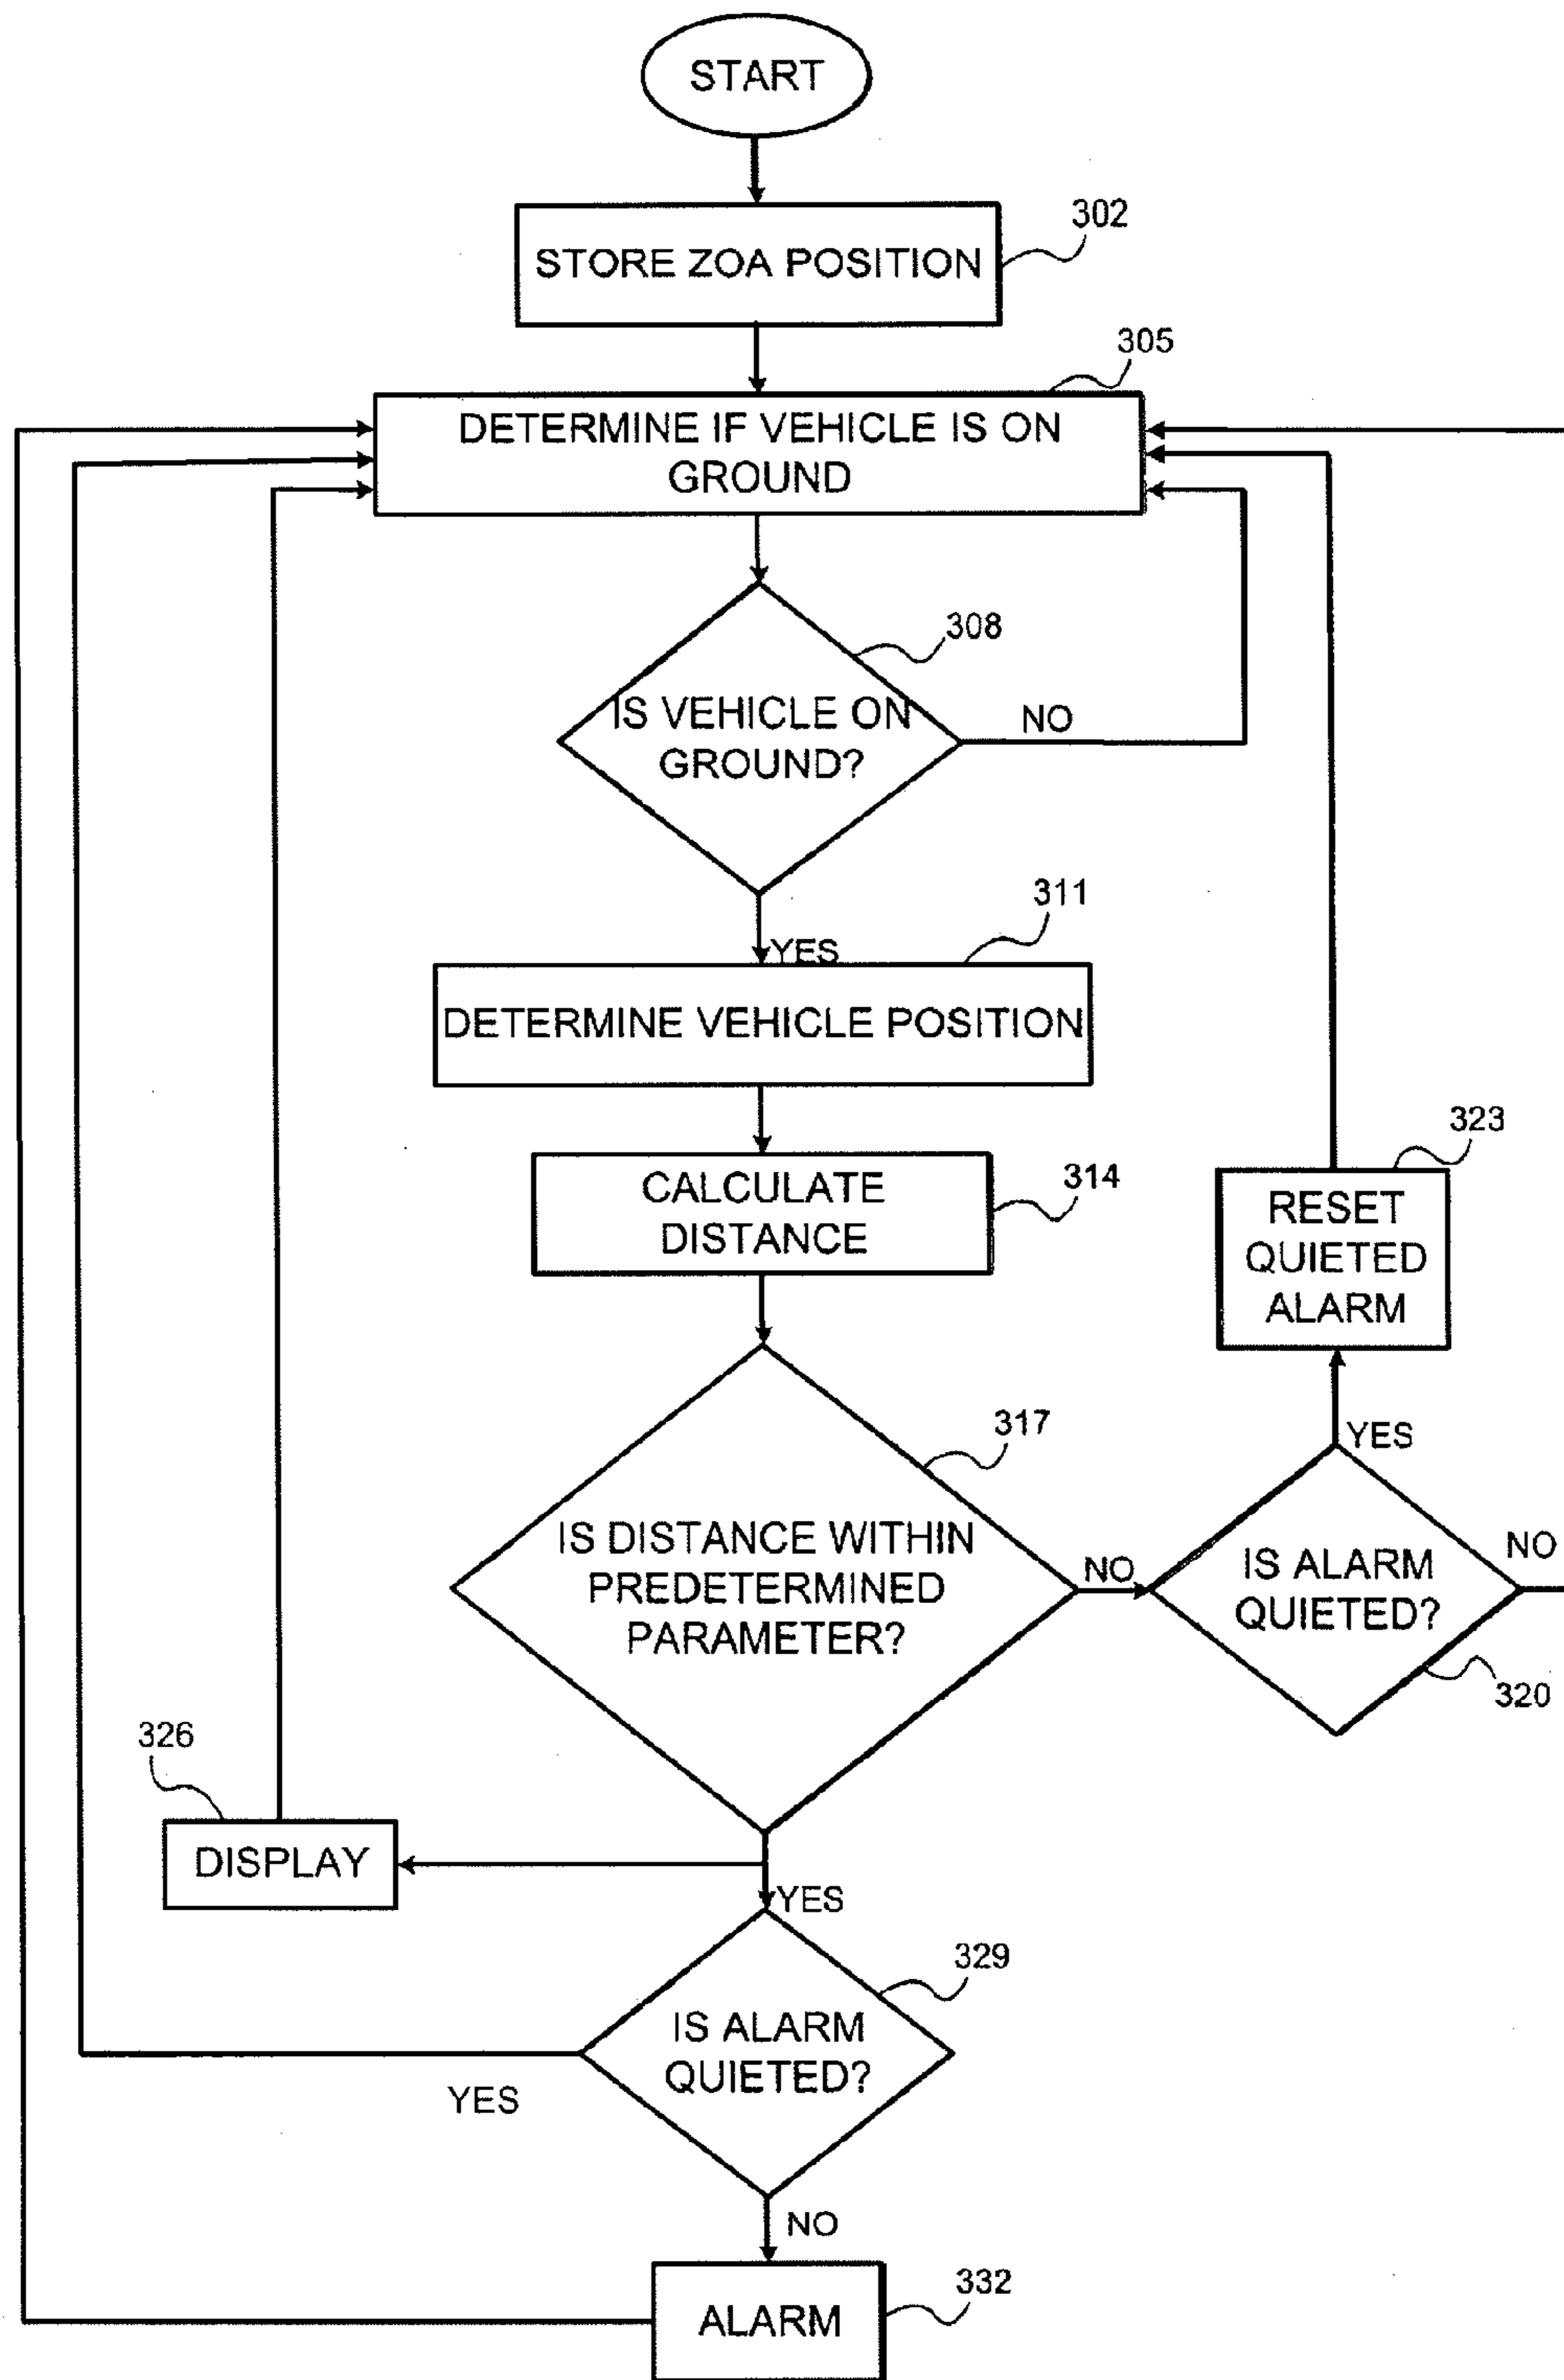 START
302
STORE ZOA POSITION
305
DETERMINE IF VEHICLE IS ON
GROUND
308
IS VEHICLE ON
GROUND?
NO
YES
311
DETERMINE VEHICLE POSITION
314
CALCULATE
DISTANCE
323
RESET
QUIETED
ALARM
317
IS DISTANCE WITHIN
PREDETERMINED
PARAMETER?
NO
YES
IS ALARM
QUIETED?
NO
320
326
DISPLAY
YES
329
IS ALARM
QUIETED?
YES
NO
332
ALARM